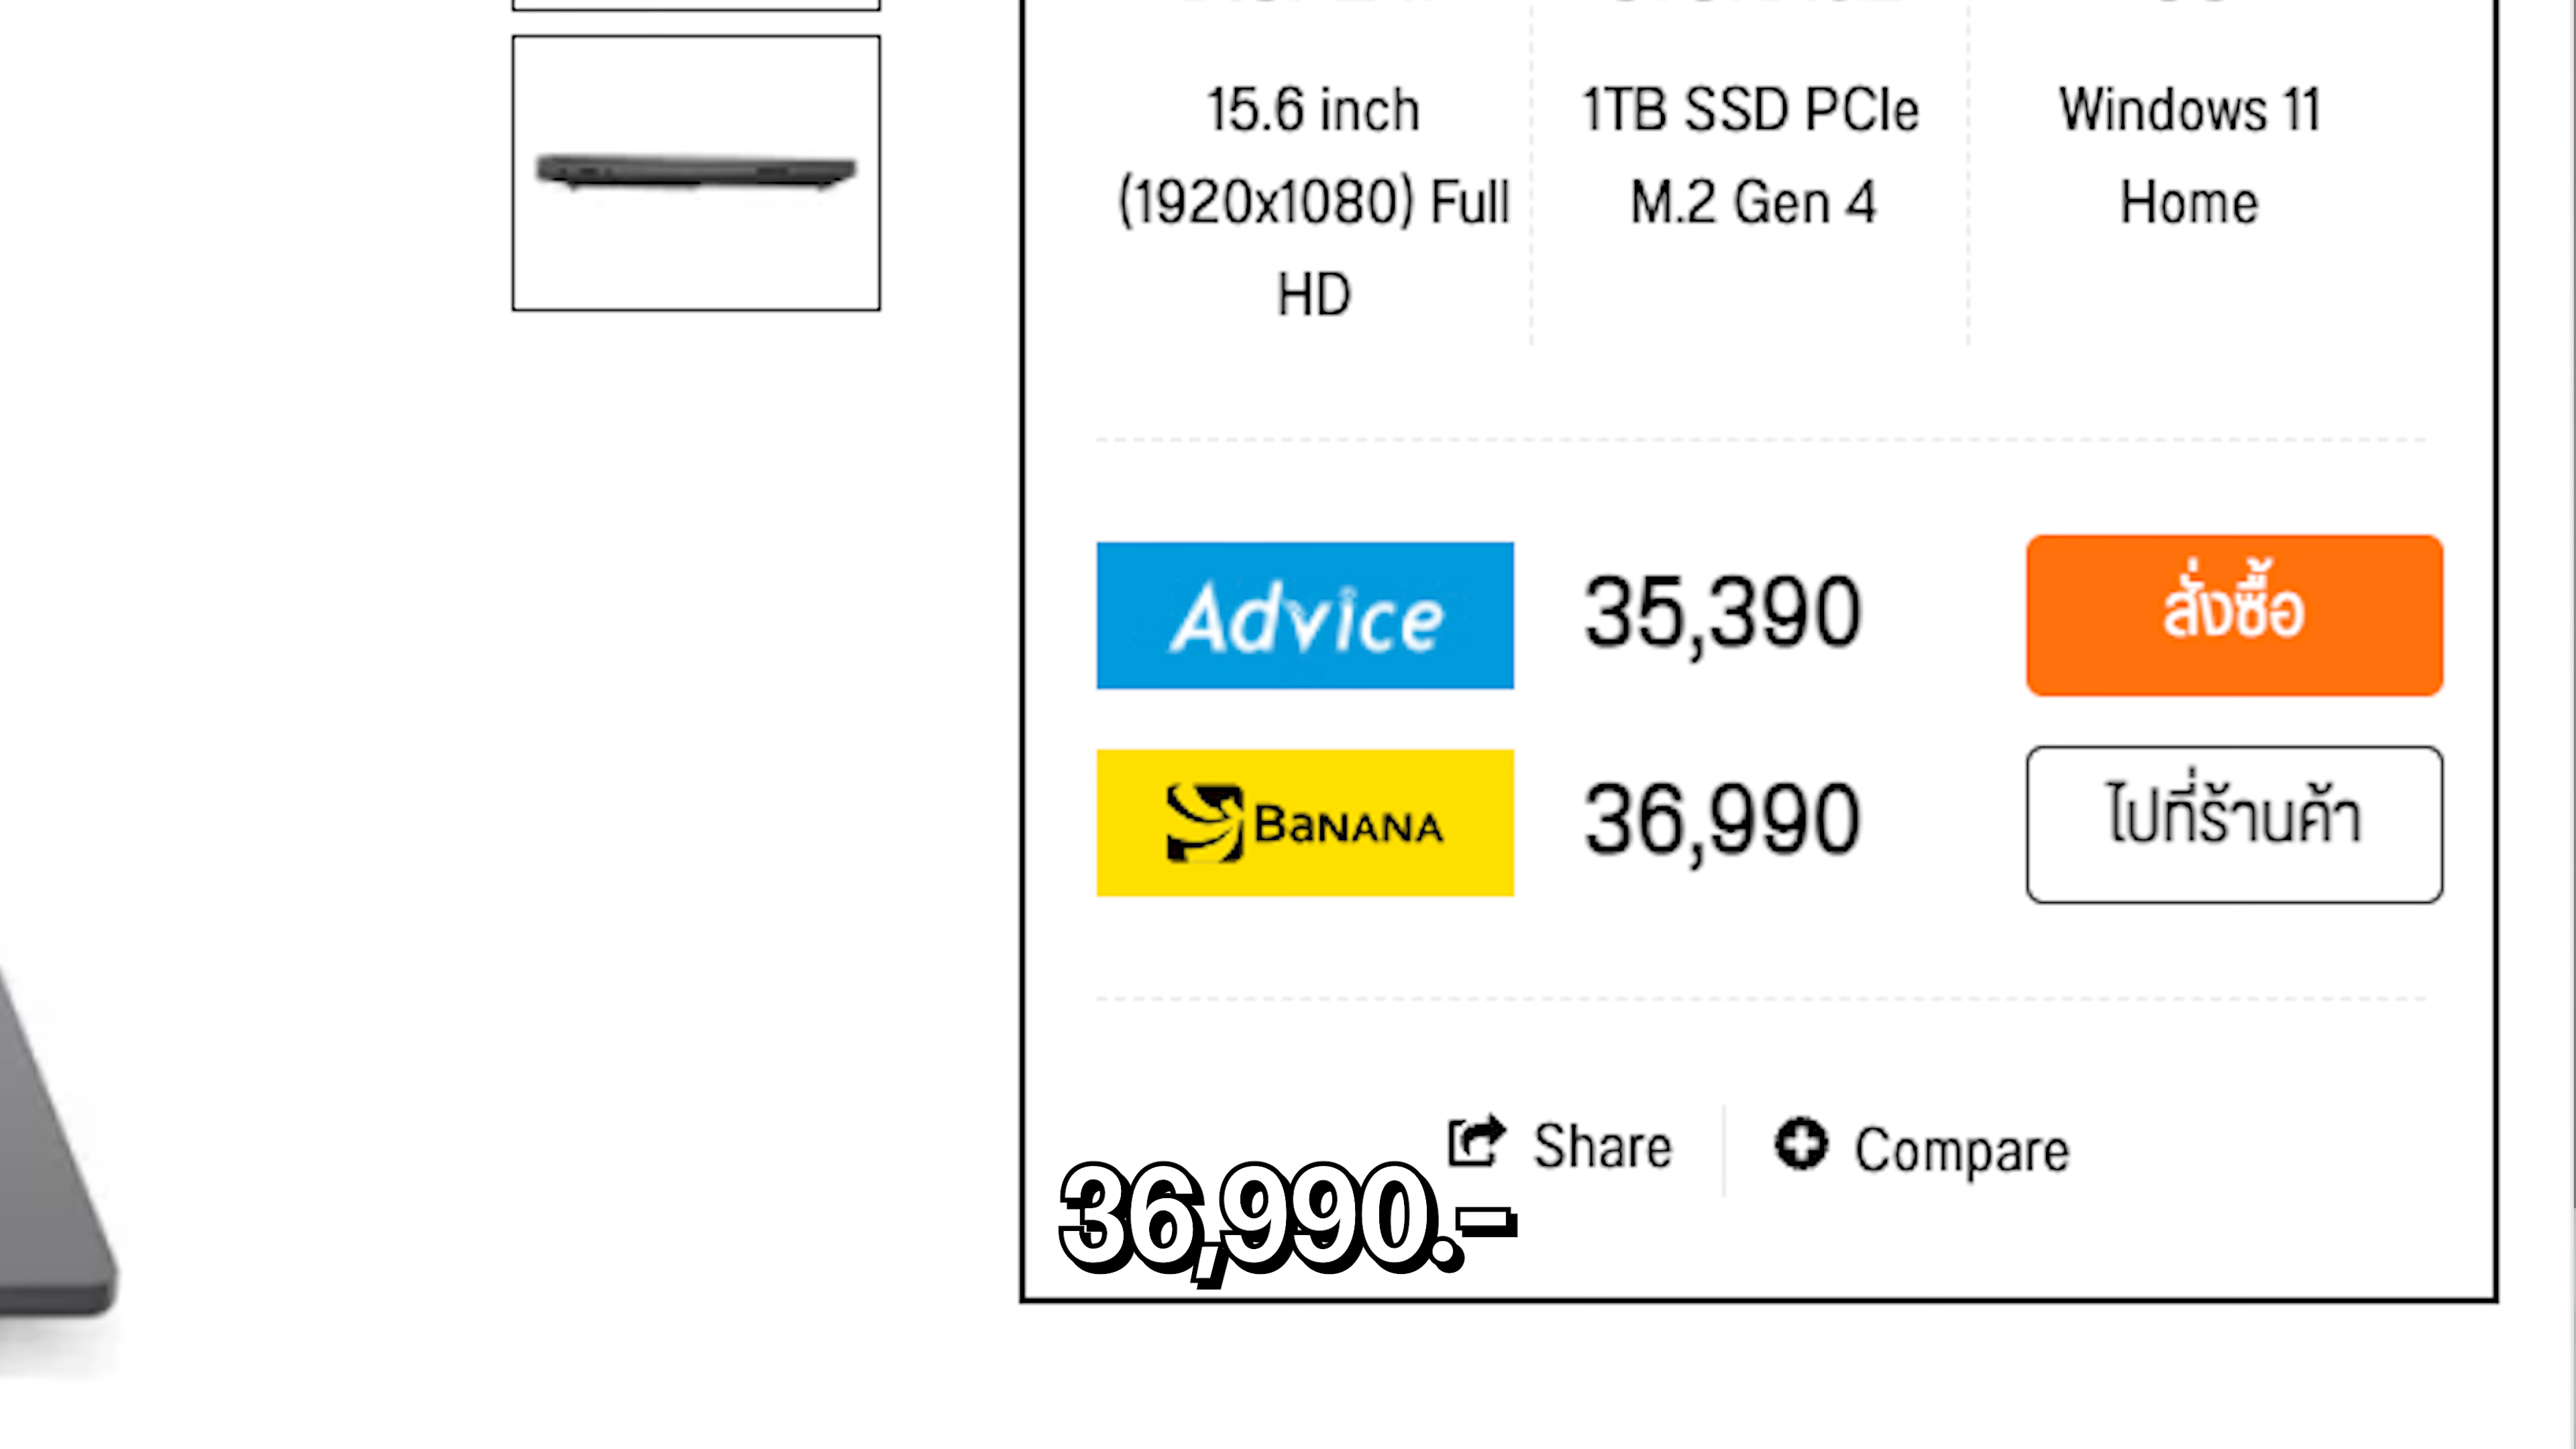 15.6 inch
(1920x1080) Full
HD
1TB SSD PCIe
M.2 Gen 4
Windows 11
Home
Advice 35,390 สั่งซื้อ
BaNANA 36,990 ไปที่ร้านค้า
Share Compare
36,990.-